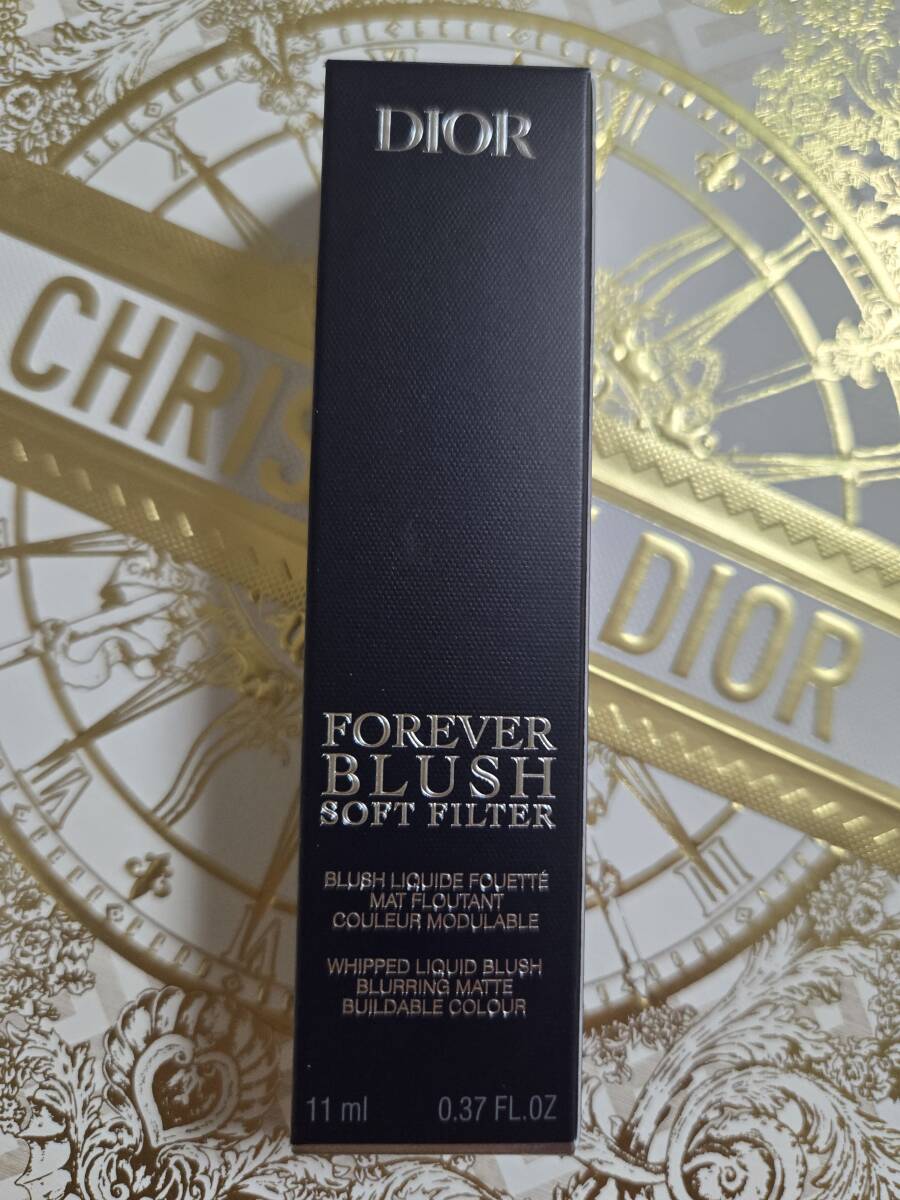 DIOR
CHRIS
DIOR
FOREVER
BLUSH
SOFT FILTER
BLUSH LIQUIDE FOUETTÉ
MAT FLOUTANT
COULEUR MODULABLE
WHIPPED LIQUID BLUSH
BLURRING MATTE
BUILDABLE COLOUR
11 ml 0.37 FL.OZ